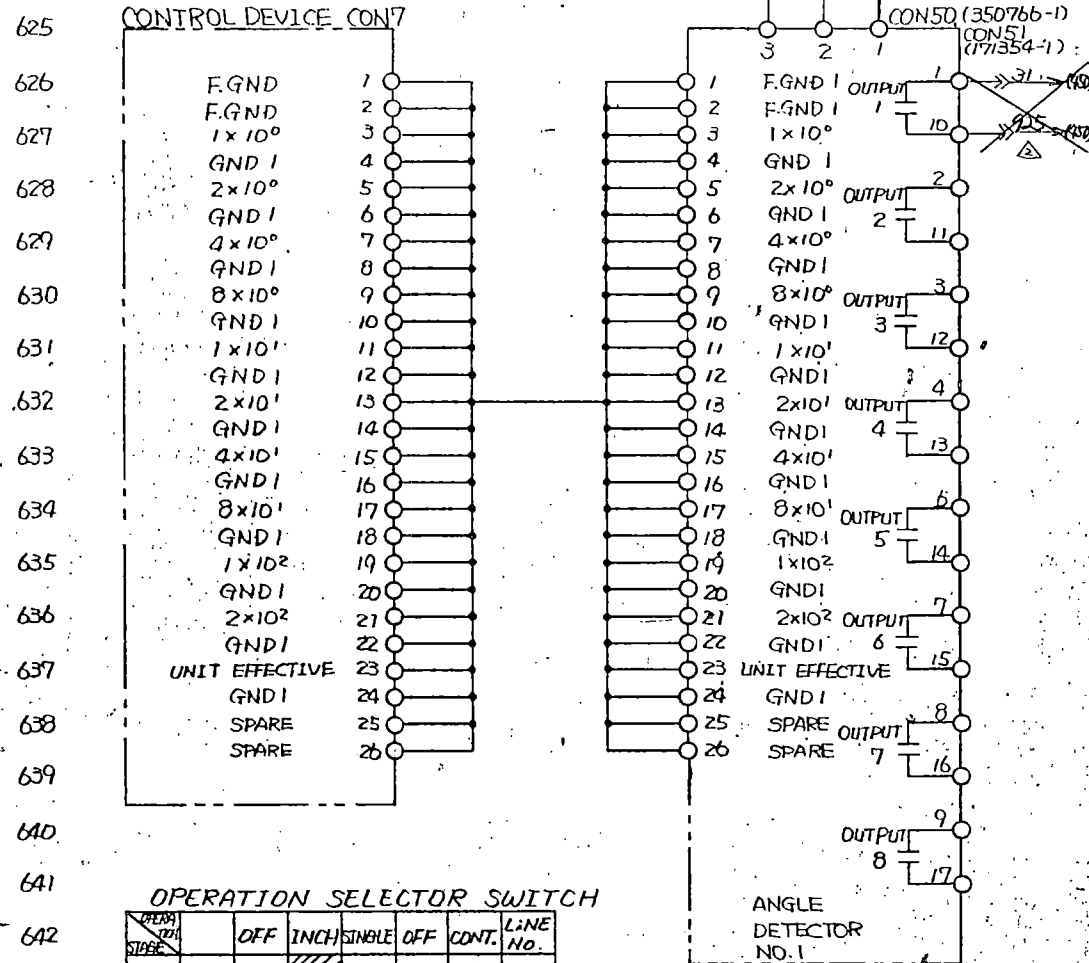 625 CONTROL DEVICE CON7
CON50 (350766-1)
CON51
(171354-1)
3 2 1
626 F.GND 1 1 F.GND 1 OUTPUT 1 1 31
F.GND 2 2 F.GND 1
627 1×10⁰ 3 3 1×10⁰ 10 925
GND 1 4 4 GND 1
628 2×10⁰ 5 5 2×10⁰ OUTPUT 2 2
GND 1 6 6 GND 1
629 4×10⁰ 7 7 4×10⁰ 11
GND 1 8 8 GND 1
630 8×10⁰ 9 9 8×10⁰ OUTPUT 3 3
GND 1 10 10 GND 1
631 1×10¹ 11 11 1×10¹ 12
GND 1 12 12 GND 1
632 2×10¹ 13 13 2×10¹ OUTPUT 4 4
GND 1 14 14 GND 1
633 4×10¹ 15 15 4×10¹ 13
GND 1 16 16 GND 1
634 8×10¹ 17 17 8×10¹ OUTPUT 5 6
GND 1 18 18 GND 1
635 1×10² 19 19 1×10² 14
GND 1 20 20 GND 1
636 2×10² 21 21 2×10² OUTPUT 6 7
GND 1 22 22 GND 1
637 UNIT EFFECTIVE 23 23 UNIT EFFECTIVE 15
GND 1 24 24 GND 1
638 SPARE 25 25 SPARE OUTPUT 7 8
SPARE 26 26 SPARE
639 16
640 OUTPUT 8 9
641 17
OPERATION SELECTOR SWITCH
ANGLE
DETECTOR
NO.1
642 OPERATION STAGE OFF INCH SINGLE OFF CONT. LINE NO.